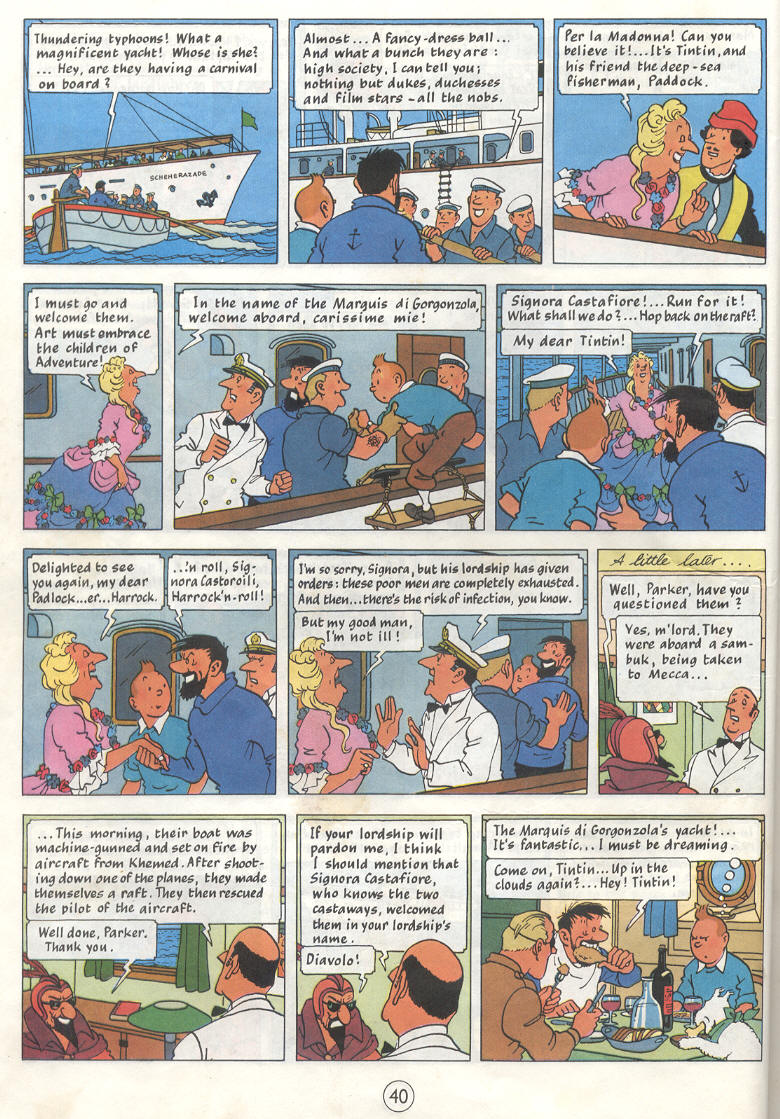 Thundering typhoons! What a
magnificent yacht! Whose is she?
... Hey, are they having a carnival
on board?
SCHEHERAZADE
Almost... A fancy-dress ball...
And what a bunch they are:
high society, I can tell you;
nothing but dukes, duchesses
and film stars - all the nobs.
Per la Madonna! Can you
believe it!...It's Tintin, and
his friend the deep-sea
fisherman, Paddock.
I must go and
welcome them.
Art must embrace
the children of
Adventure!
In the name of the Marquis di Gorgonzola,
welcome aboard, carissime mie!
Signora Castafiore!...Run for it!
What shall we do?...Hop back on the raft?
My dear Tintin!
Delighted to see
you again, my dear
Padlock...er...Harrock.
...'n roll, Sig-
nora Castoroili,
Harrock'n-roll!
I'm so sorry, Signora, but his lordship has given
orders: these poor men are completely exhausted.
And then...there's the risk of infection, you know.
But my good man,
I'm not ill!
A little later....
Well, Parker, have you
questioned them?
Yes, m'lord. They
were aboard a sam-
buk, being taken
to Mecca...
...This morning, their boat was
machine-gunned and set on fire by
aircraft from Khemed. After shoot-
ing down one of the planes, they made
themselves a raft. They then rescued
the pilot of the aircraft.
Well done, Parker.
Thank you.
If your lordship will
pardon me, I think
I should mention that
Signora Castafiore,
who knows the two
castaways, welcomed
them in your lordship's
name.
Diavolo!
The Marquis di Gorgonzola's yacht!...
It's fantastic... I must be dreaming.
Come on, Tintin...Up in the
clouds again?...Hey! Tintin!
40